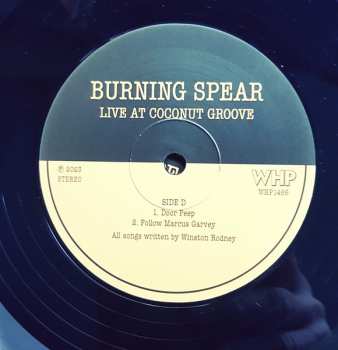 BURNING SPEAR
LIVE AT COCONUT GROOVE
℗ 2023
STEREO
WHP
WHP1486
SIDE D
1. Door Peep
2. Follow Marcus Garvey
All songs written by Winston Rodney